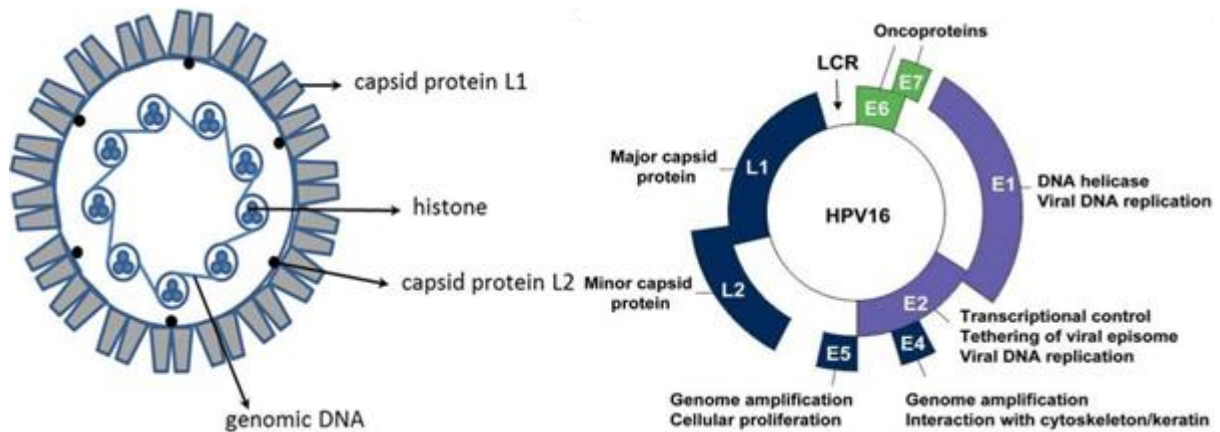 capsid protein L1
histone
capsid protein L2
genomic DNA
Oncoproteins
LCR
E7
E6
L1
Major capsid
protein
E1
DNA helicase
Viral DNA replication
HPV16
Minor capsid
protein
L2
E2
Transcriptional control
Tethering of viral episome
Viral DNA replication
E5
E4
Genome amplification
Cellular proliferation
Genome amplification
Interaction with cytoskeleton/keratin